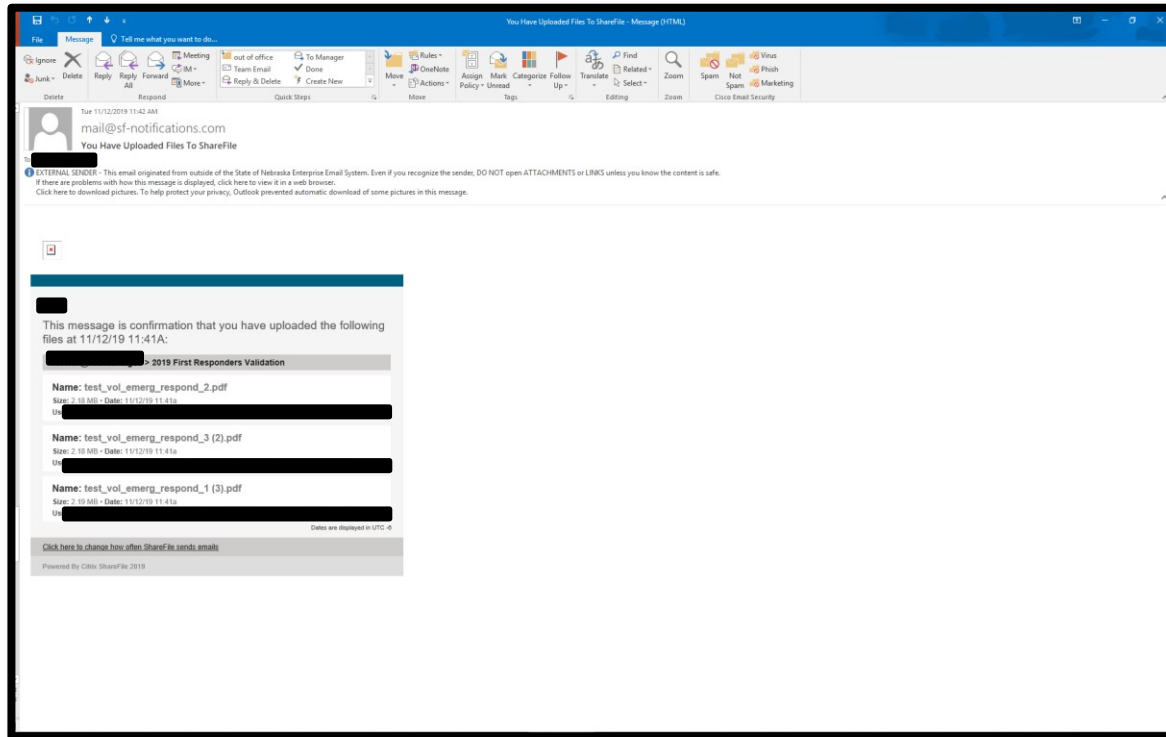 You Have Uploaded Files To ShareFile - Message (HTML)
File Message Tell me what you want to do...
Ignore
Junk
Delete
Reply
Reply All
Forward
Meeting
IM
More
out of office
Team Email
Reply & Delete
To Manager
Done
Create New
Move
Rules
OneNote
Actions
Assign Policy
Mark Unread
Categorize
Follow Up
Translate
Find
Related
Select
Zoom
Spam
Not Spam
Virus
Phish
Marketing
Delete Respond Quick Steps Move Tags Editing Zoom Cisco Email Security
Tue 11/12/2019 11:42 AM
mail@sf-notifications.com
You Have Uploaded Files To ShareFile
To
EXTERNAL SENDER - This email originated from outside of the State of Nebraska Enterprise Email System. Even if you recognize the sender, DO NOT open ATTACHMENTS or LINKS unless you know the content is safe.
If there are problems with how this message is displayed, click here to view it in a web browser.
Click here to download pictures. To help protect your privacy, Outlook prevented automatic download of some pictures in this message.
This message is confirmation that you have uploaded the following
files at 11/12/19 11:41A:
> 2019 First Responders Validation
Name: test_vol_emerg_respond_2.pdf
Size: 2.18 MB • Date: 11/12/19 11:41a
Us
Name: test_vol_emerg_respond_3 (2).pdf
Size: 2.18 MB • Date: 11/12/19 11:41a
Us
Name: test_vol_emerg_respond_1 (3).pdf
Size: 2.19 MB • Date: 11/12/19 11:41a
Us
Dates are displayed in UTC -6
Click here to change how often ShareFile sends emails
Powered By Citrix ShareFile 2019